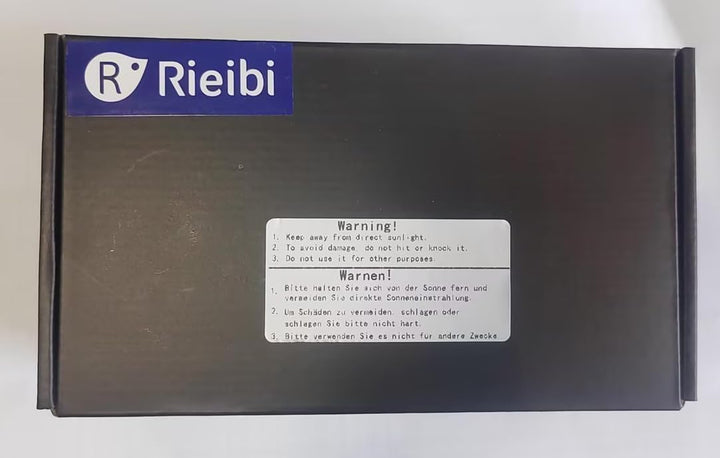 R Rieibi
Warning!
1. Keep away from direct sunlight.
2. To avoid damage, do not hit or knock it.
3. Do not use it for other purposes.
Warnen!
1. Bitte halten Sie sich von der Sonne fern und
vermeiden Sie direkte Sonneneinstrahlung.
2. Um Schäden zu vermeiden, schlagen oder
schlagen Sie bitte nicht hart.
3. Bitte verwenden Sie es nicht für andere Zwecke